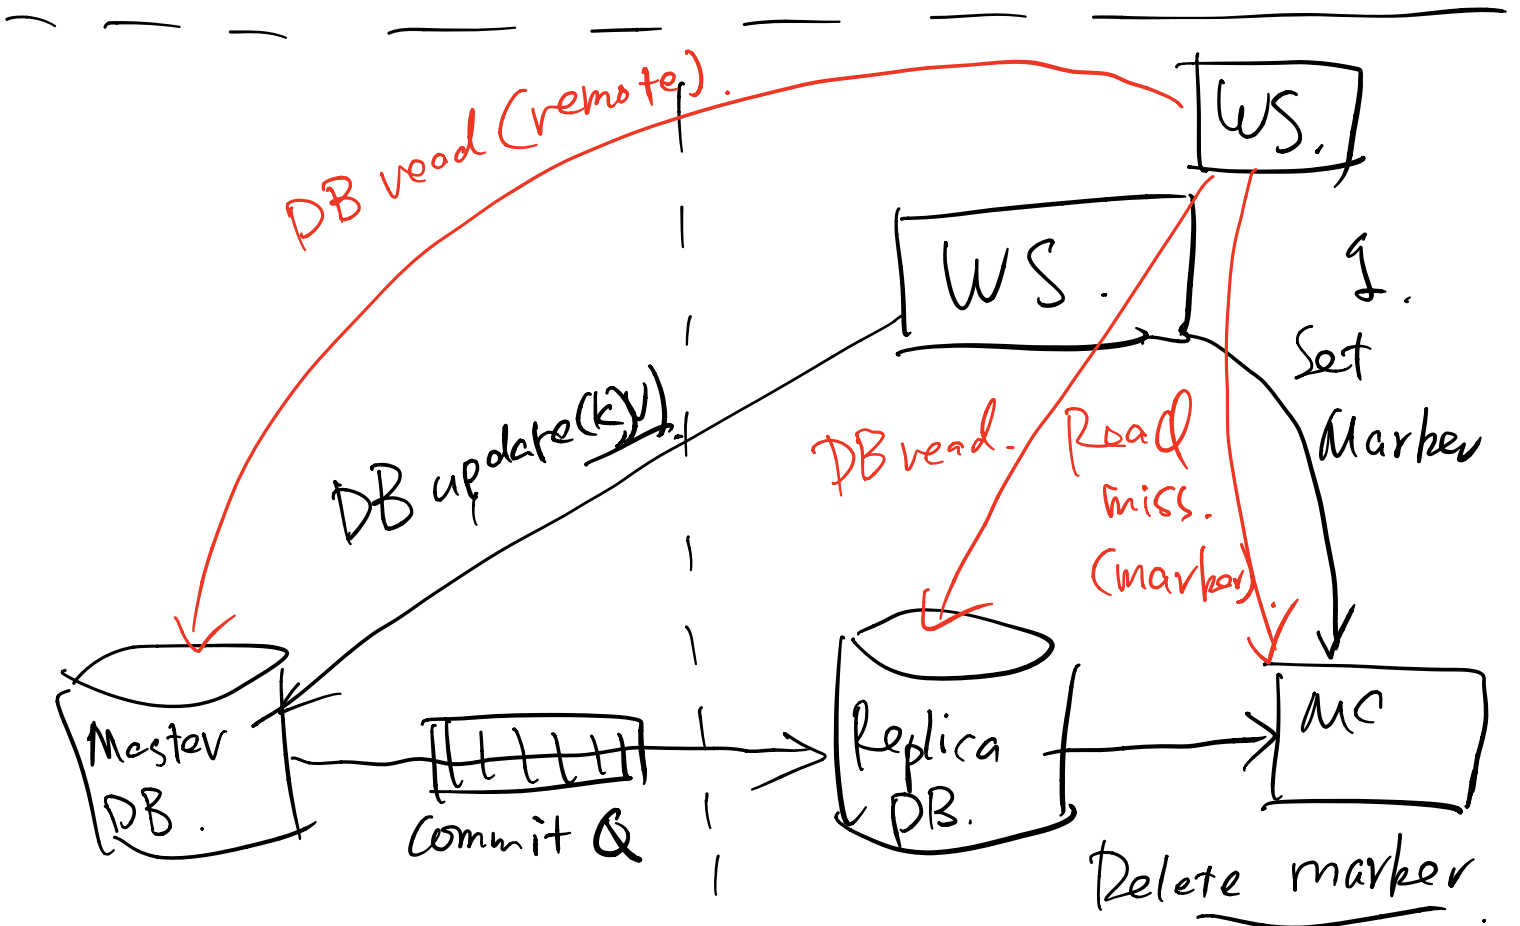 DB read (remote).
WS.
WS.
1.
Set
Marker
DB update(k,v).
DB read.
Read
miss.
(marker).
Master
DB.
Commit Q
Replica
DB.
MC
Delete marker.